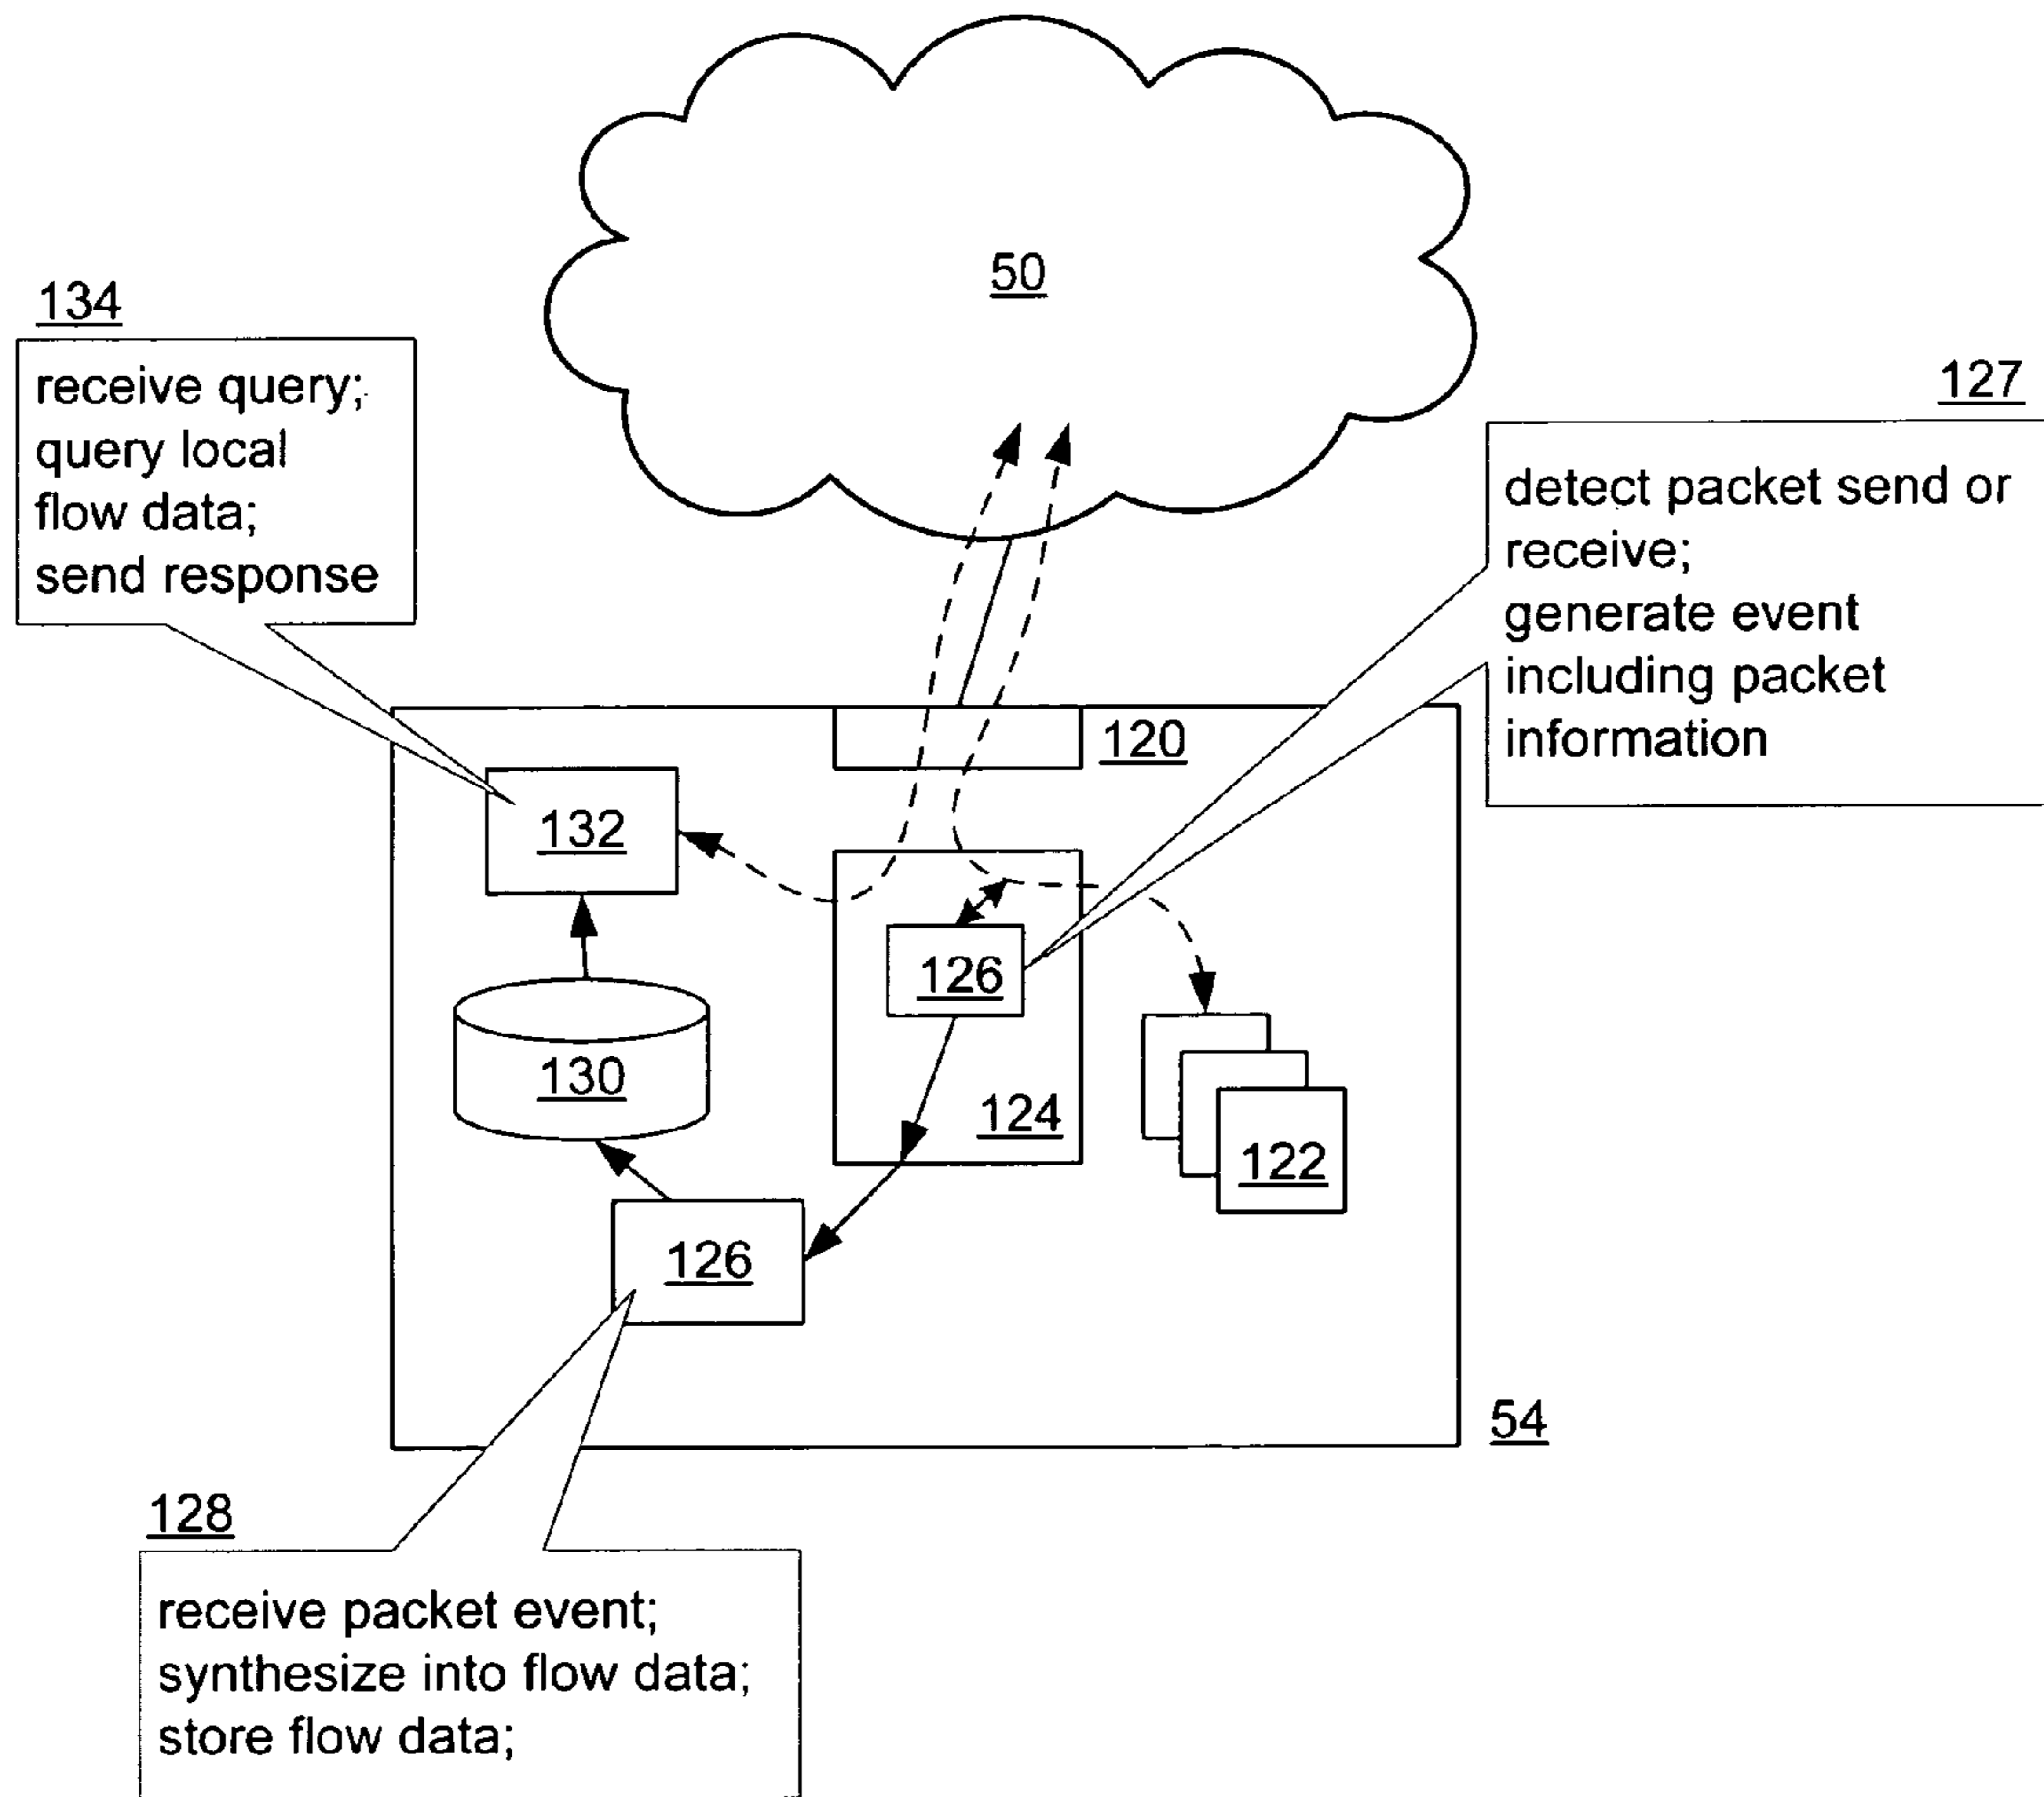 50
134
receive query;
query local
flow data;
send response
127
detect packet send or
receive;
generate event
including packet
information
120
132
126
130
124
122
126
54
128
receive packet event;
synthesize into flow data;
store flow data;